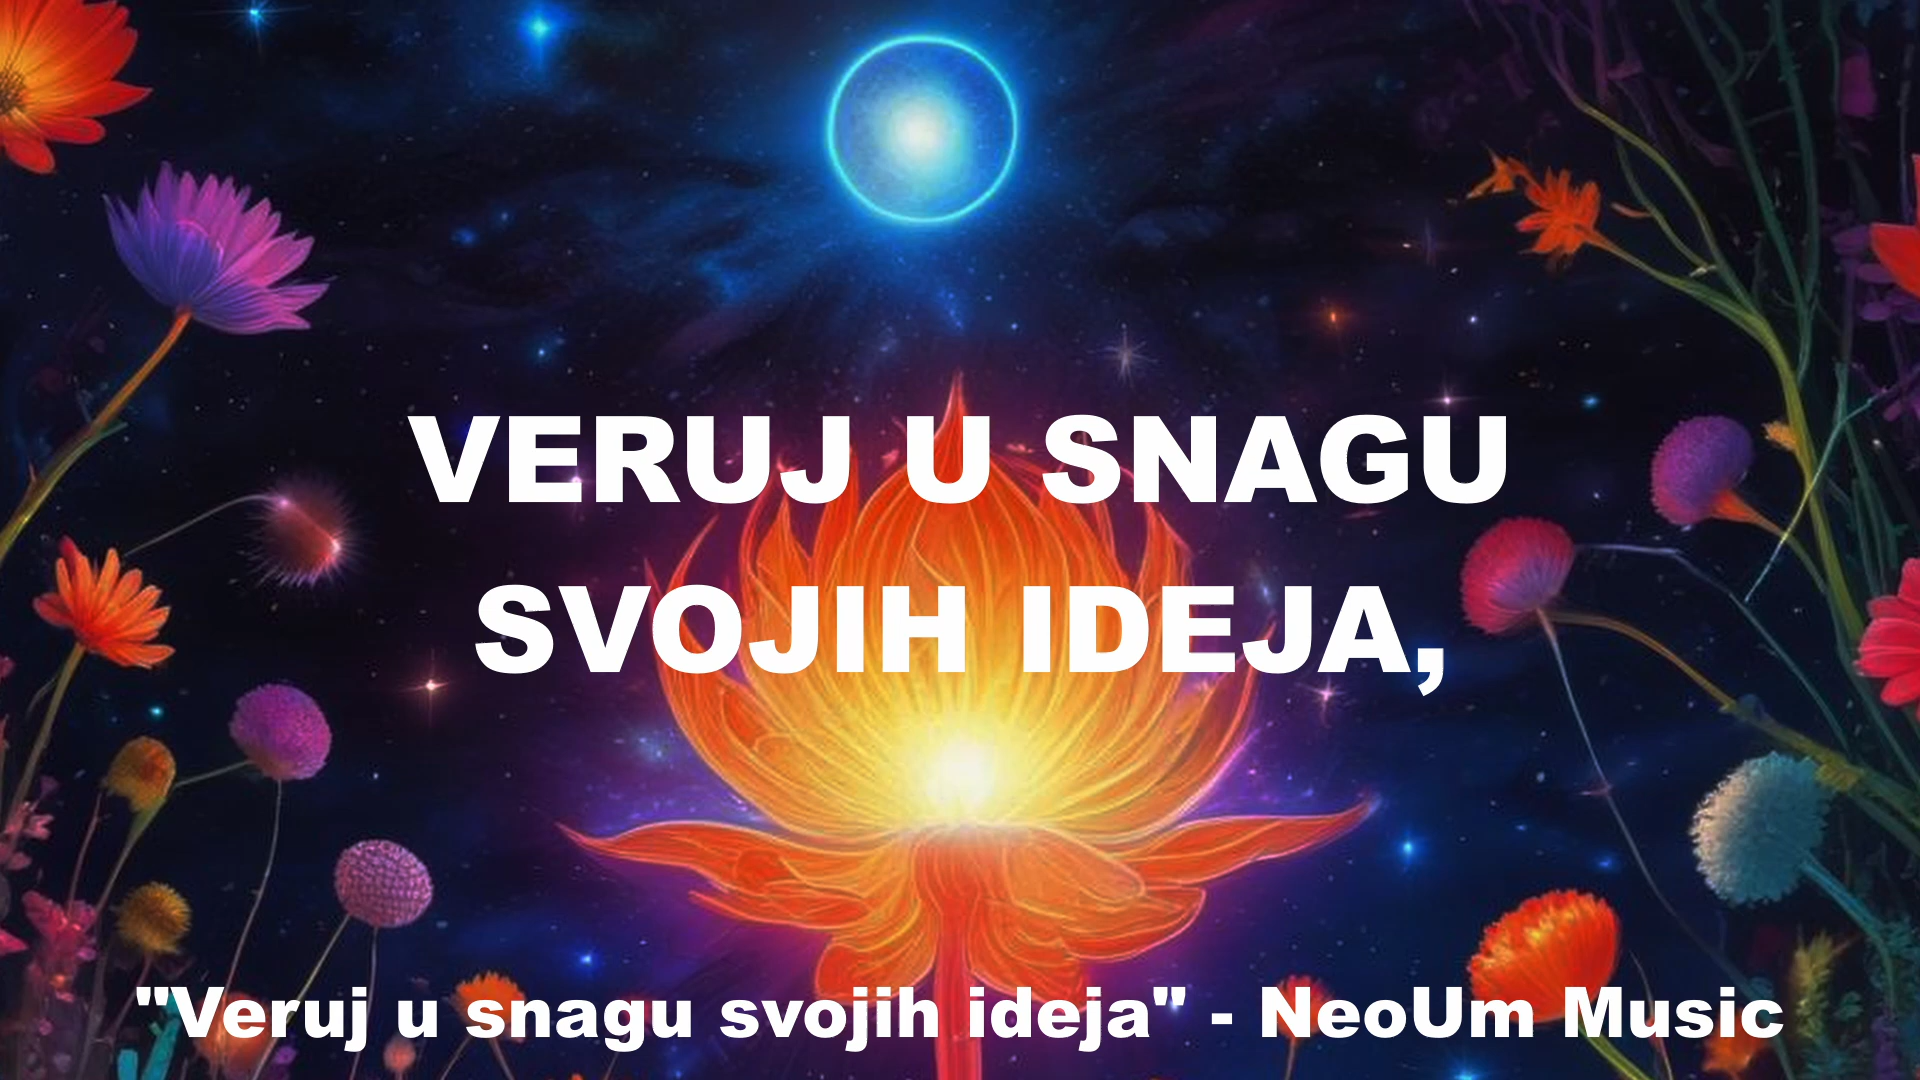 VERUJ U SNAGU
SVOJIH IDEJA,
"Veruj u snagu svojih ideja" - NeoUm Music